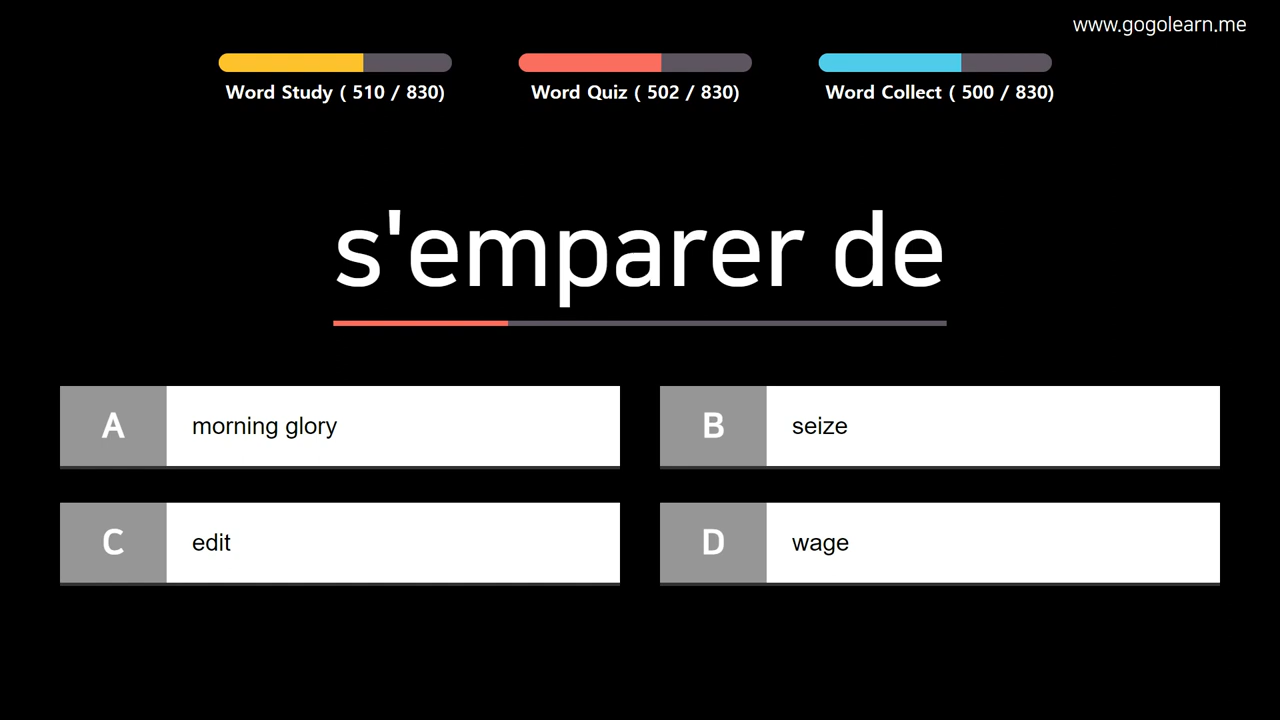 www.gogolearn.me
Word Study ( 510 / 830)
Word Quiz ( 502 / 830)
Word Collect ( 500 / 830)
s'emparer de
A morning glory
B seize
C edit
D wage